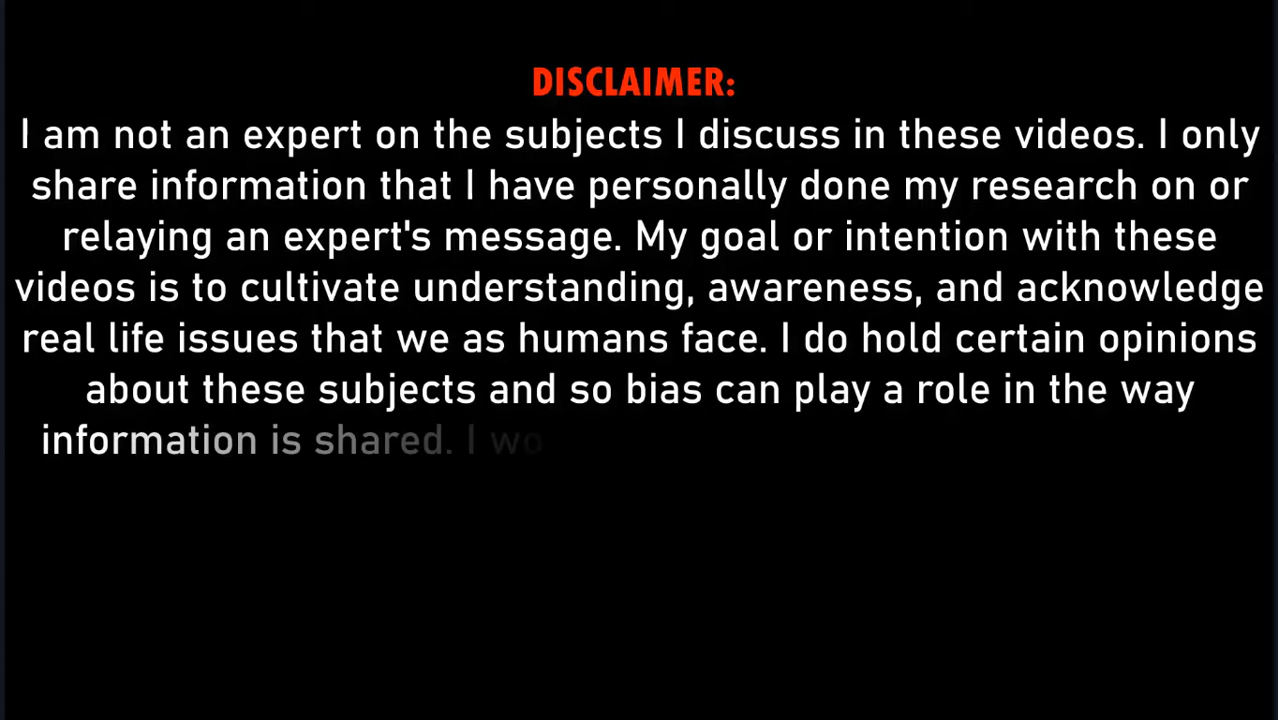 DISCLAIMER:
I am not an expert on the subjects I discuss in these videos. I only
share information that I have personally done my research on or
relaying an expert's message. My goal or intention with these
videos is to cultivate understanding, awareness, and acknowledge
real life issues that we as humans face. I do hold certain opinions
about these subjects and so bias can play a role in the way
information is shared. I wo